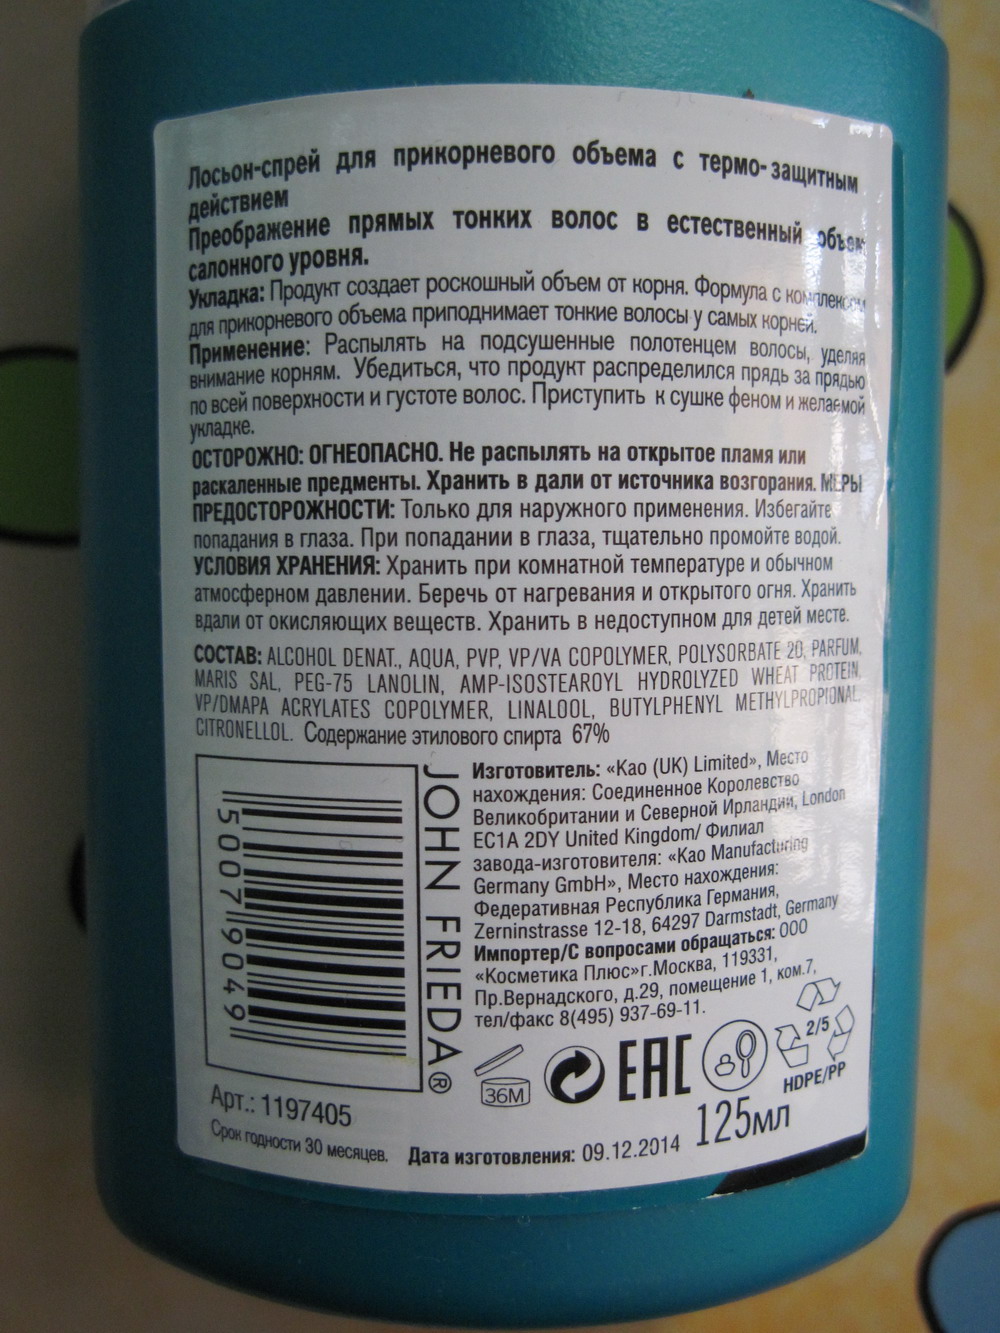 Лосьон-спрей для прикорневого объема с термо-защитным
действием
Преображение прямых тонких волос в естественный объем
салонного уровня.
Укладка: Продукт создает роскошный объем от корня. Формула с комплексом
для прикорневого объема приподнимает тонкие волосы у самых корней.
Применение: Распылять на подсушенные полотенцем волосы, уделяя
внимание корням. Убедиться, что продукт распределился прядь за прядью
по всей поверхности и густоте волос. Приступить к сушке феном и желаемой
укладке.
ОСТОРОЖНО: ОГНЕОПАСНО. Не распылять на открытое пламя или
раскаленные предменты. Хранить в дали от источника возгорания. МЕРЫ
ПРЕДОСТОРОЖНОСТИ: Только для наружного применения. Избегайте
попадания в глаза. При попадании в глаза, тщательно промойте водой.
УСЛОВИЯ ХРАНЕНИЯ: Хранить при комнатной температуре и обычном
атмосферном давлении. Беречь от нагревания и открытого огня. Хранить
вдали от окисляющих веществ. Хранить в недоступном для детей месте.
СОСТАВ: ALCOHOL DENAT., AQUA, PVP, VP/VA COPOLYMER, POLYSORBATE 20, PARFUM,
MARIS SAL, PEG-75 LANOLIN, AMP-ISOSTEAROYL HYDROLYZED WHEAT PROTEIN,
VP/DMAPA ACRYLATES COPOLYMER, LINALOOL, BUTYLPHENYL METHYLPROPIONAL,
CITRONELLOL. Содержание этилового спирта 67%
50079049
JOHN FRIEDA®
Изготовитель: «Kao (UK) Limited», Место
нахождения: Соединенное Королевство
Великобритании и Северной Ирландии, London
EC1A 2DY United Kingdom/ Филиал
завода-изготовителя: «Kao Manufacturing
Germany GmbH», Место нахождения:
Федеративная Республика Германия,
Zerninstrasse 12-18, 64297 Darmstadt, Germany
Импортер/С вопросами обращаться: ООО
«Косметика Плюс»г.Москва, 119331,
Пр.Вернадского, д.29, помещение 1, ком.7,
тел/факс 8(495) 937-69-11.
36M
EAC
2/5
HDPE/PP
Арт.: 1197405
125мл
Срок годности 30 месяцев. Дата изготовления: 09.12.2014